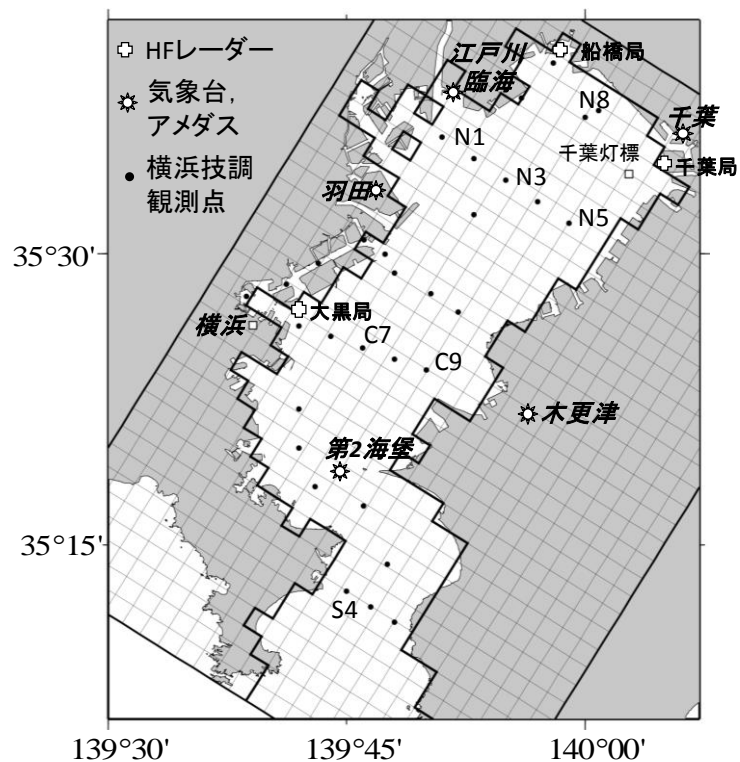 HFレーダー
気象台,
アメダス
横浜技調
観測点
江戸川
臨海
船橋局
N8
千葉
N1
千葉灯標
千葉局
N3
羽田
N5
35°30'
大黒局
横浜
C7
C9
木更津
第2海堡
35°15'
S4
139°30'
139°45'
140°00'